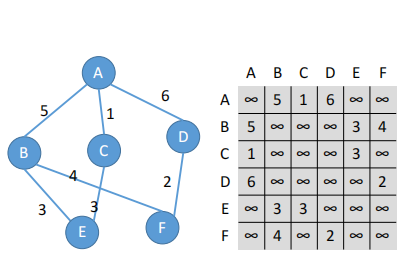 A
5
1
6
B
C
D
4
2
3
3
E
F
A B C D E F
A ∞ 5 1 6 ∞ ∞
B 5 ∞ ∞ ∞ 3 4
C 1 ∞ ∞ ∞ 3 ∞
D 6 ∞ ∞ ∞ ∞ 2
E ∞ 3 3 ∞ ∞ ∞
F ∞ 4 ∞ 2 ∞ ∞